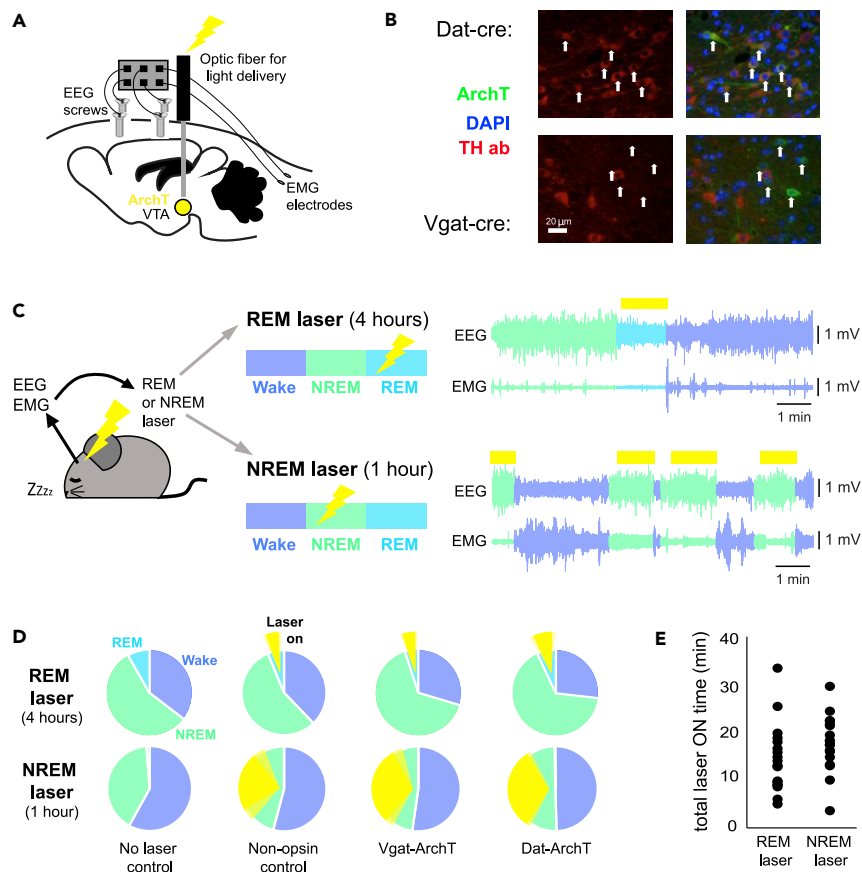 A
Optic fiber for
light delivery
EEG
screws
EMG
electrodes
ArchT
VTA
B
Dat-cre:
ArchT
DAPI
TH ab
Vgat-cre:
20 µm
C
EEG
EMG
REM
or NREM
laser
Zzzz
REM laser (4 hours)
Wake NREM REM
NREM laser (1 hour)
Wake NREM REM
EEG
1 mV
EMG
1 mV
1 min
EEG
1 mV
EMG
1 mV
1 min
D
REM
laser
(4 hours)
REM
Wake
NREM
Laser
on
NREM
laser
(1 hour)
No laser
control
Non-opsin
control
Vgat-ArchT
Dat-ArchT
E
total laser ON time (min)
40
30
20
10
0
REM
laser
NREM
laser